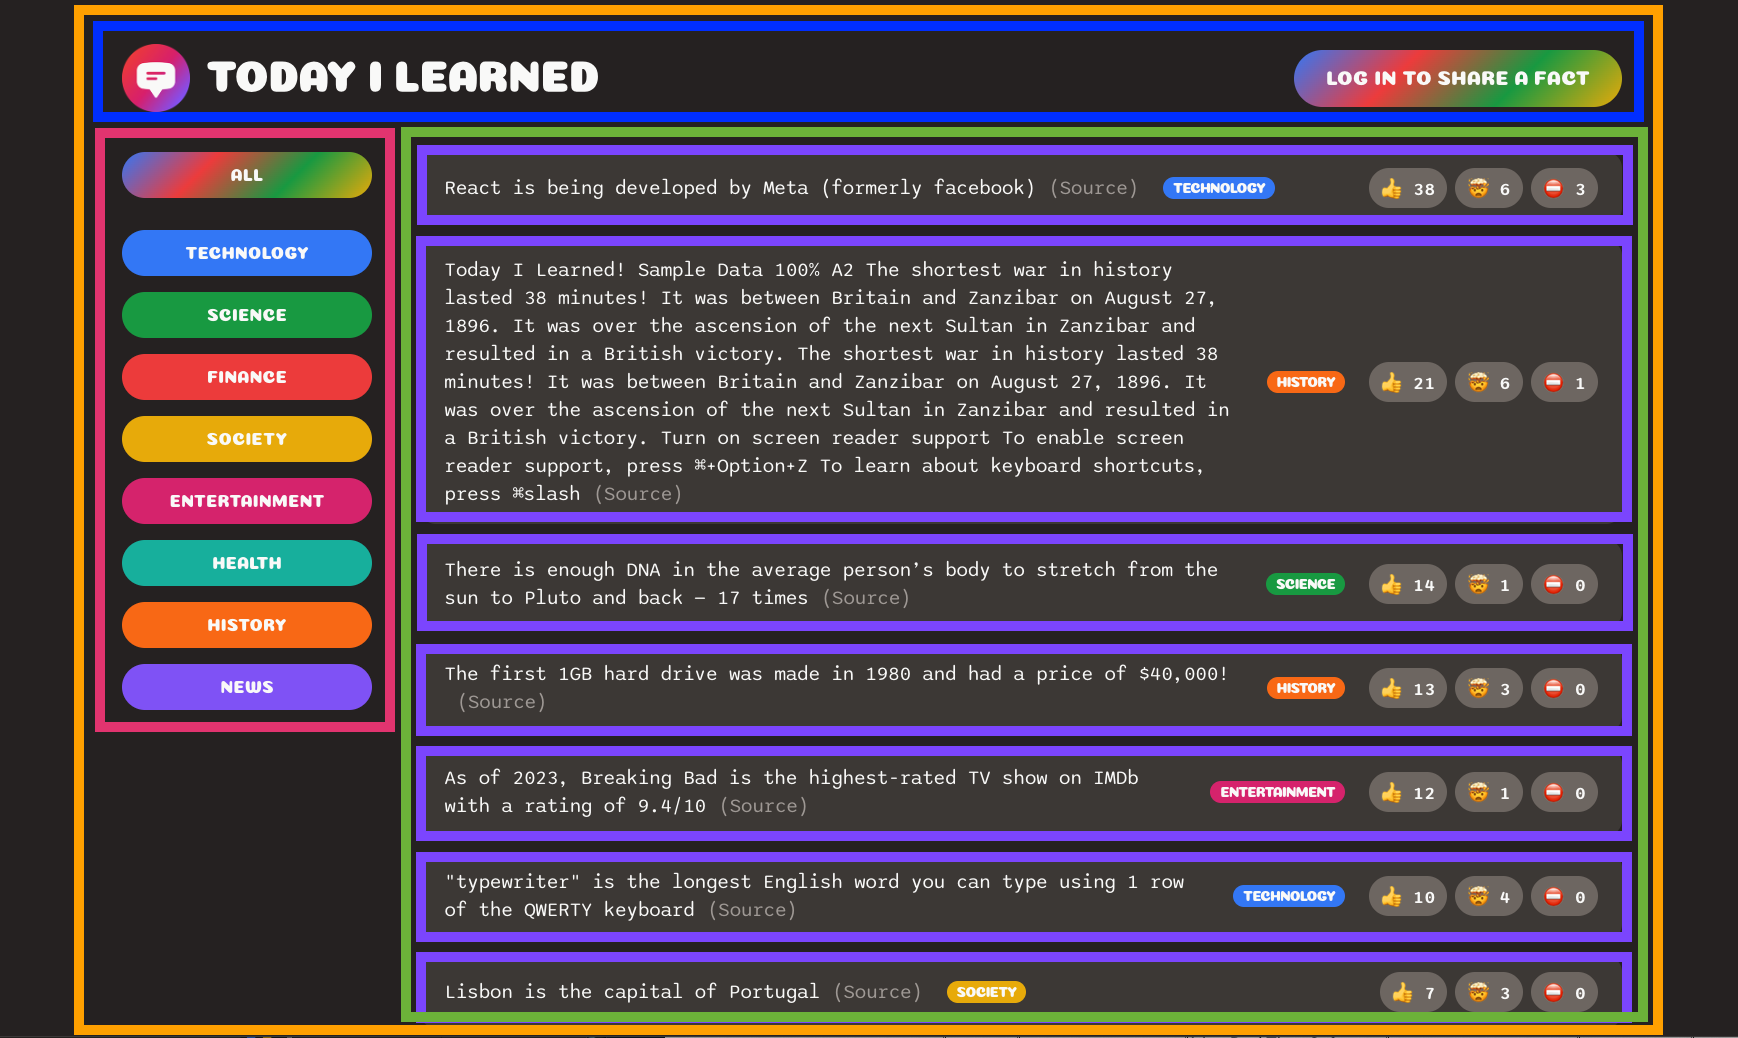 TODAY I LEARNED
LOG IN TO SHARE A FACT
ALL
TECHNOLOGY
SCIENCE
FINANCE
SOCIETY
ENTERTAINMENT
HEALTH
HISTORY
NEWS
React is being developed by Meta (formerly facebook) (Source) TECHNOLOGY 👍 38 🤯 6 ⛔ 3
Today I Learned! Sample Data 100% A2 The shortest war in history
lasted 38 minutes! It was between Britain and Zanzibar on August 27,
1896. It was over the ascension of the next Sultan in Zanzibar and
resulted in a British victory. The shortest war in history lasted 38
minutes! It was between Britain and Zanzibar on August 27, 1896. It
was over the ascension of the next Sultan in Zanzibar and resulted in
a British victory. Turn on screen reader support To enable screen
reader support, press ⌘+Option+Z To learn about keyboard shortcuts,
press ⌘slash (Source)
HISTORY 👍 21 🤯 6 ⛔ 1
There is enough DNA in the average person’s body to stretch from the
sun to Pluto and back — 17 times (Source)
SCIENCE 👍 14 🤯 1 ⛔ 0
The first 1GB hard drive was made in 1980 and had a price of $40,000!
(Source)
HISTORY 👍 13 🤯 3 ⛔ 0
As of 2023, Breaking Bad is the highest-rated TV show on IMDb
with a rating of 9.4/10 (Source)
ENTERTAINMENT 👍 12 🤯 1 ⛔ 0
"typewriter" is the longest English word you can type using 1 row
of the QWERTY keyboard (Source)
TECHNOLOGY 👍 10 🤯 4 ⛔ 0
Lisbon is the capital of Portugal (Source) SOCIETY 👍 7 🤯 3 ⛔ 0